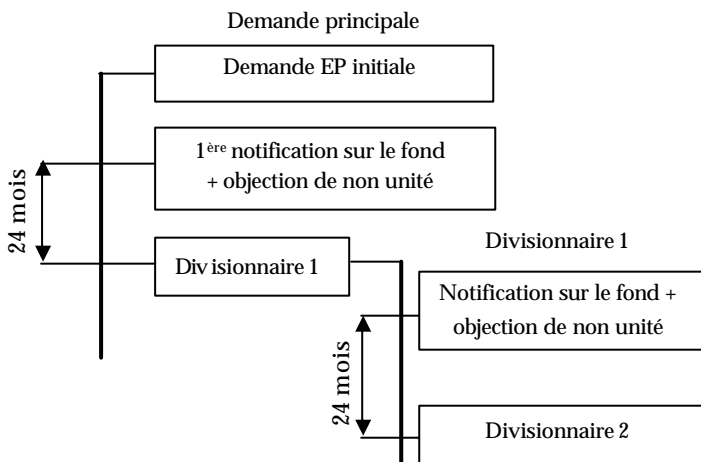 Demande principale
Demande EP initiale
1ère notification sur le fond
+ objection de non unité
24 mois
Divisionnaire 1
Divisionnaire 1
Notification sur le fond +
objection de non unité
24 mois
Divisionnaire 2